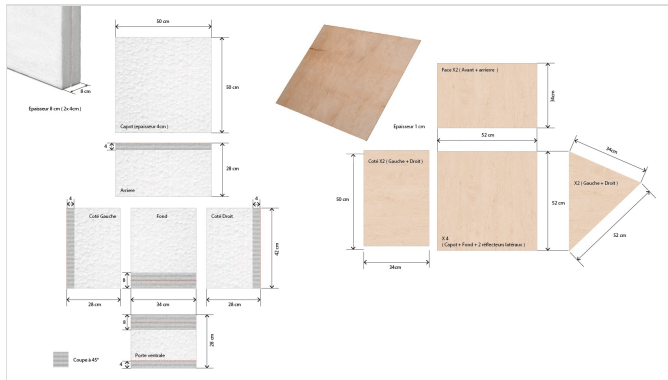 50 cm
8 cm
Epaisseur 8 cm ( 2x 4cm )
50 cm
Capot (epaisseur 4cm )
4
28 cm
Arriere
4
4
Coté Gauche
Fond
Coté Droit
42 cm
8
28 cm
34 cm
28 cm
8
28 cm
Porte ventrale
4
Coupe à 45°
Epaisseur 1 cm
Face X2 ( Avant + arriere )
34cm
52 cm
Coté X2 ( Gauche + Droit )
50 cm
34cm
X 4
( Capot + Fond + 2 réflecteurs latéraux )
52 cm
34cm
X2 ( Gauche + Droit )
52 cm